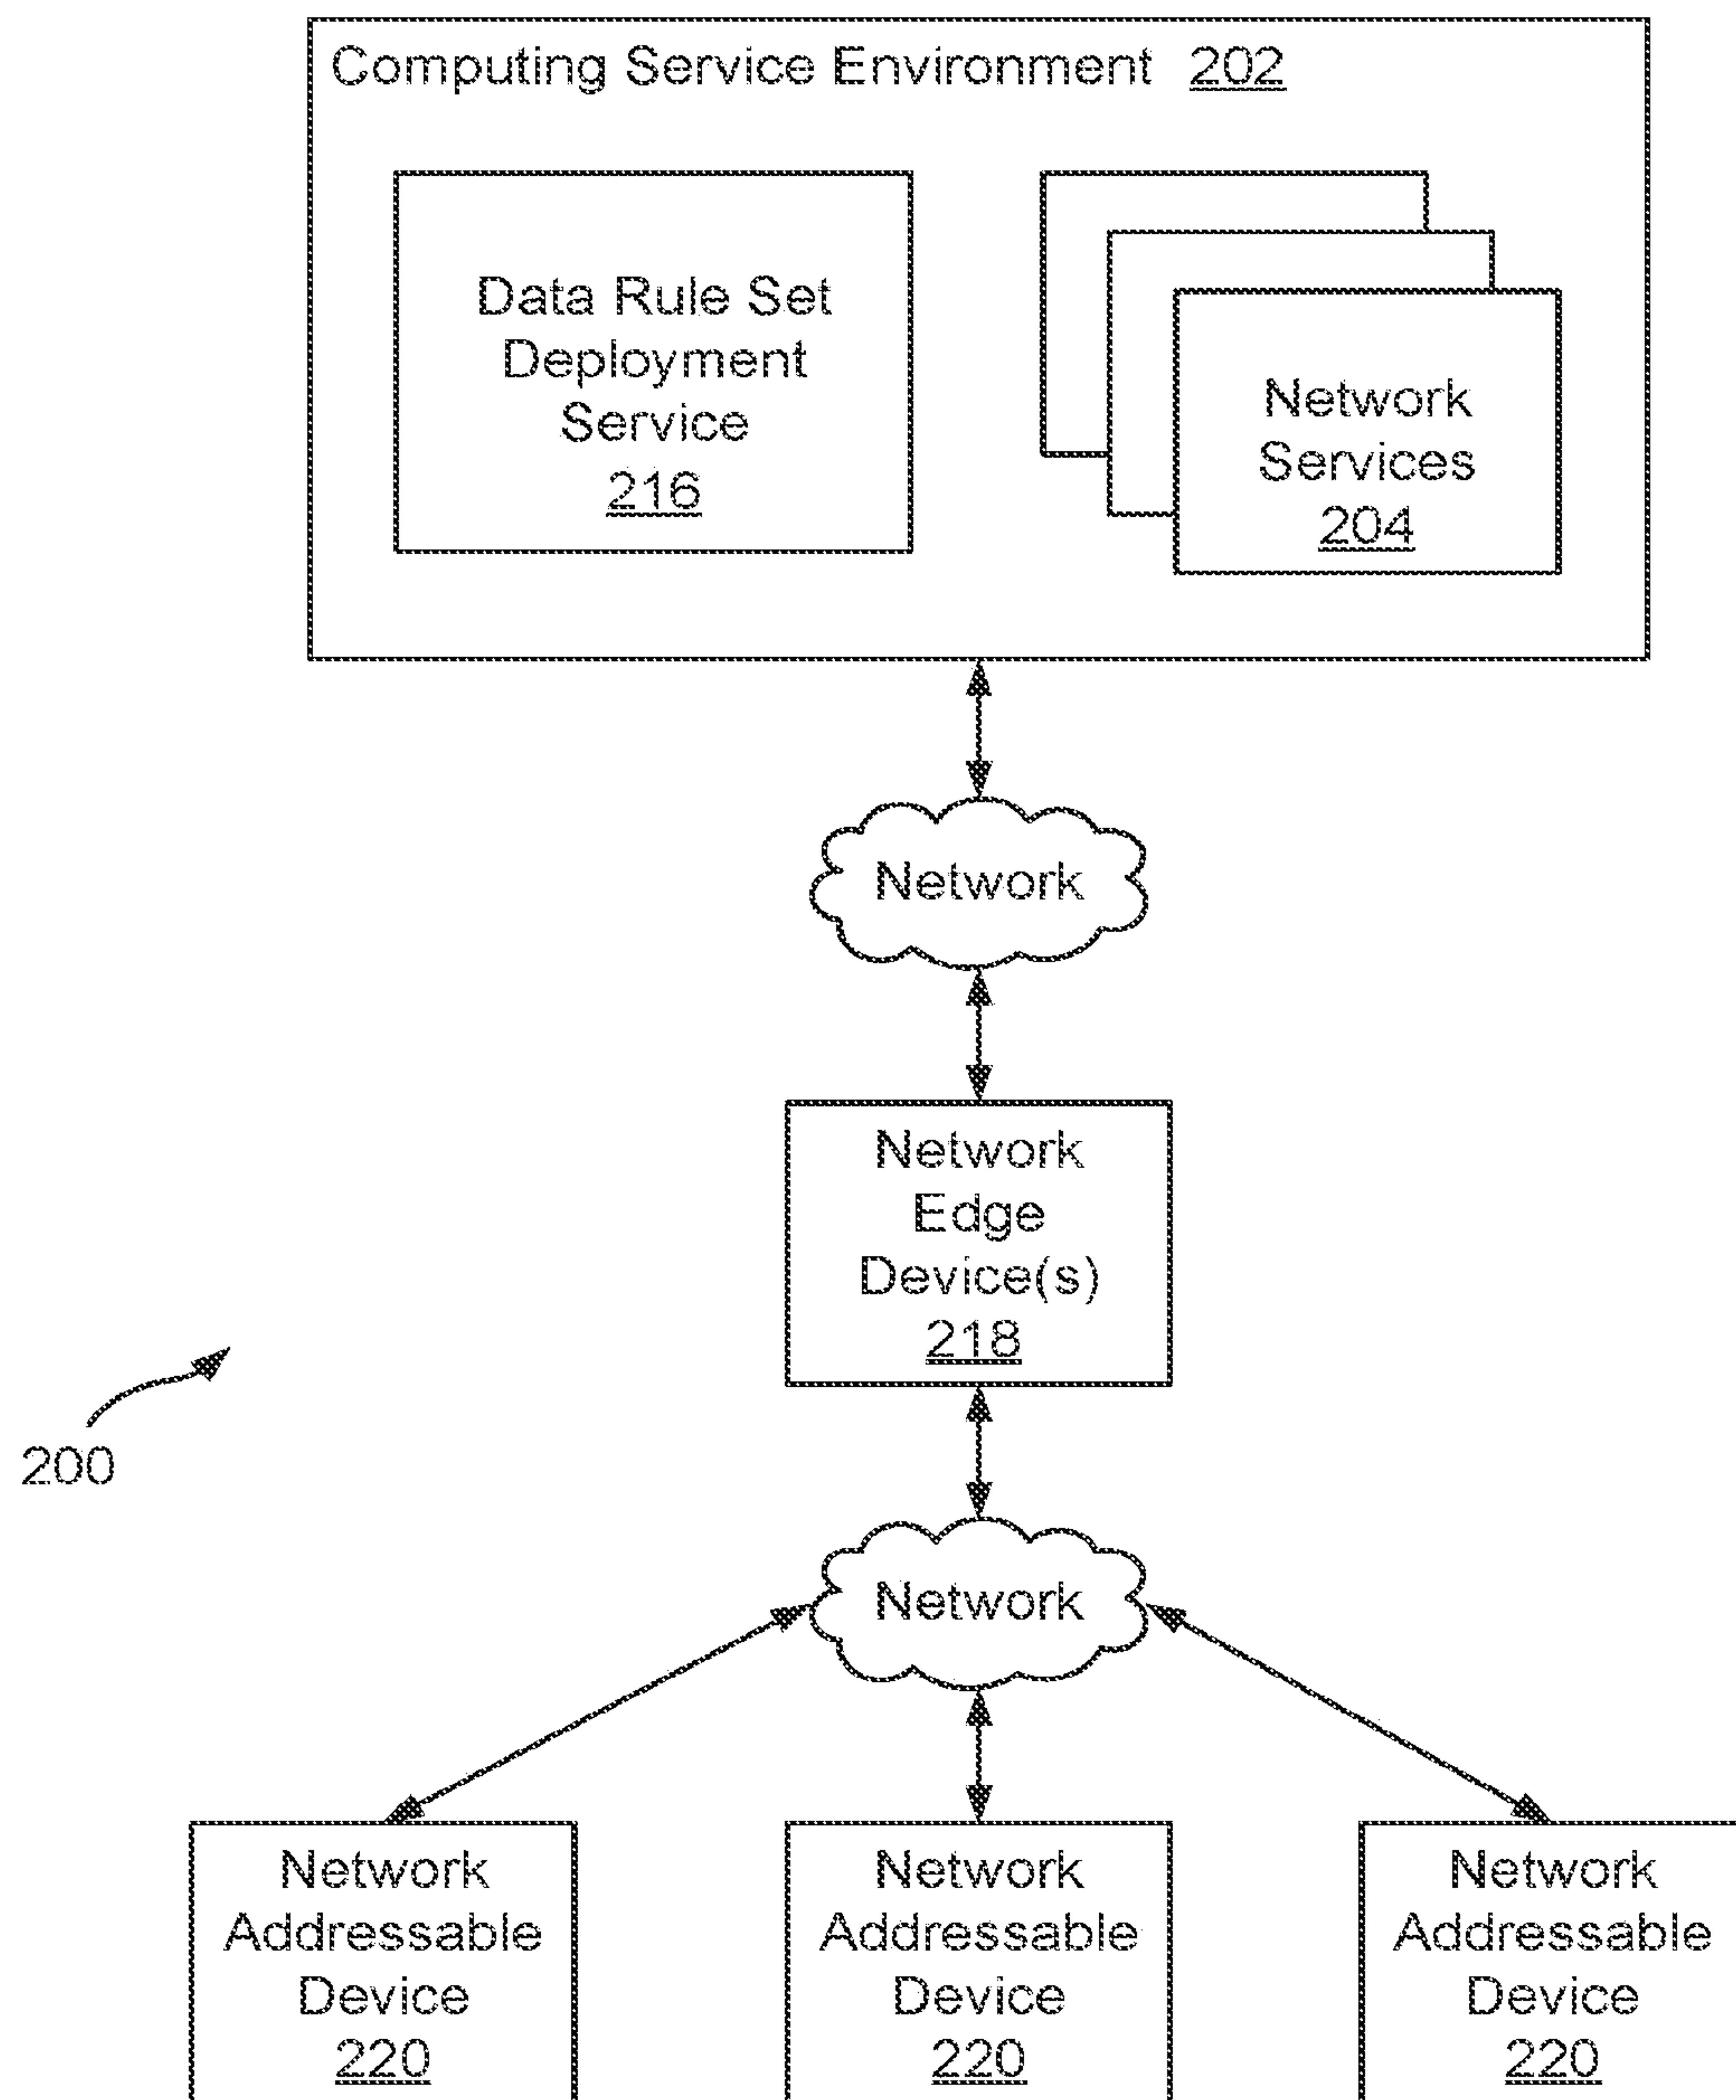 Computing Service Environment 202
Data Rule Set
Deployment
Service
216
Network
Services
204
Network
Network
Edge
Device(s)
218
200
Network
Network
Addressable
Device
220
Network
Addressable
Device
220
Network
Addressable
Device
220